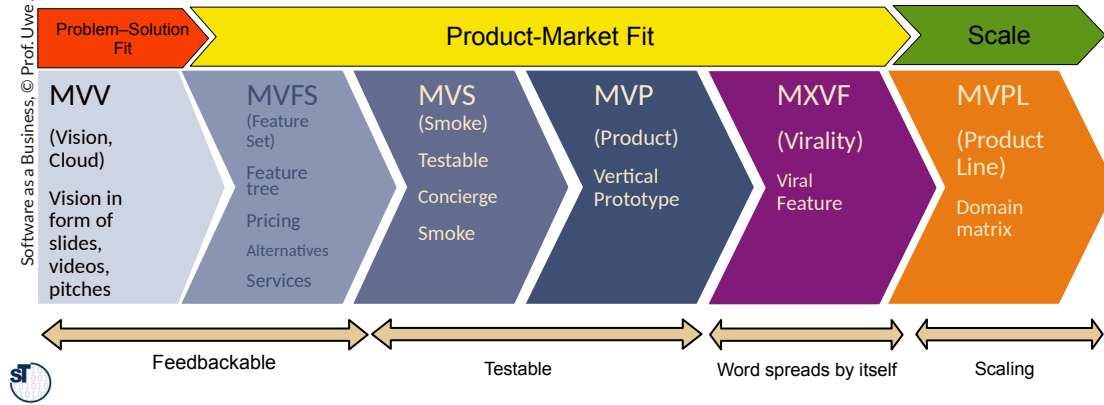 Software as a Business, © Prof. Uwe
Problem–Solution
Fit
Product-Market Fit
Scale
MVV
(Vision,
Cloud)
Vision in
form of
slides,
videos,
pitches
MVFS
(Feature
Set)
Feature
tree
Pricing
Alternatives
Services
MVS
(Smoke)
Testable
Concierge
Smoke
MVP
(Product)
Vertical
Prototype
MXVF
(Virality)
Viral
Feature
MVPL
(Product
Line)
Domain
matrix
Feedbackable
Testable
Word spreads by itself
Scaling
ST